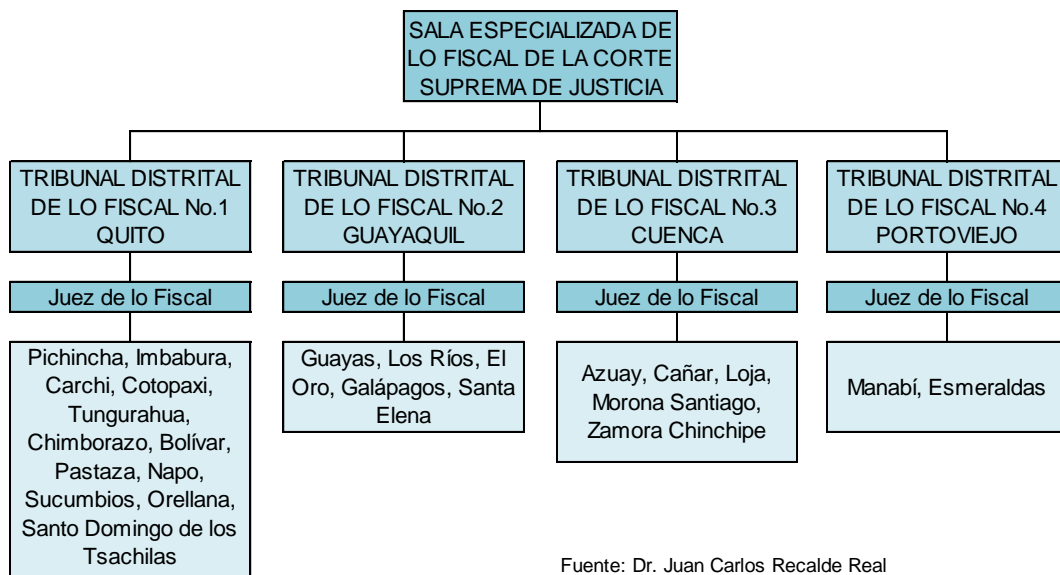 SALA ESPECIALIZADA DE
LO FISCAL DE LA CORTE
SUPREMA DE JUSTICIA
TRIBUNAL DISTRITAL
DE LO FISCAL No.1
QUITO
Juez de lo Fiscal
Pichincha, Imbabura,
Carchi, Cotopaxi,
Tungurahua,
Chimborazo, Bolívar,
Pastaza, Napo,
Sucumbios, Orellana,
Santo Domingo de los
Tsachilas
TRIBUNAL DISTRITAL
DE LO FISCAL No.2
GUAYAQUIL
Juez de lo Fiscal
Guayas, Los Ríos, El
Oro, Galápagos, Santa
Elena
TRIBUNAL DISTRITAL
DE LO FISCAL No.3
CUENCA
Juez de lo Fiscal
Azuay, Cañar, Loja,
Morona Santiago,
Zamora Chinchipe
TRIBUNAL DISTRITAL
DE LO FISCAL No.4
PORTOVIEJO
Juez de lo Fiscal
Manabí, Esmeraldas
Fuente: Dr. Juan Carlos Recalde Real